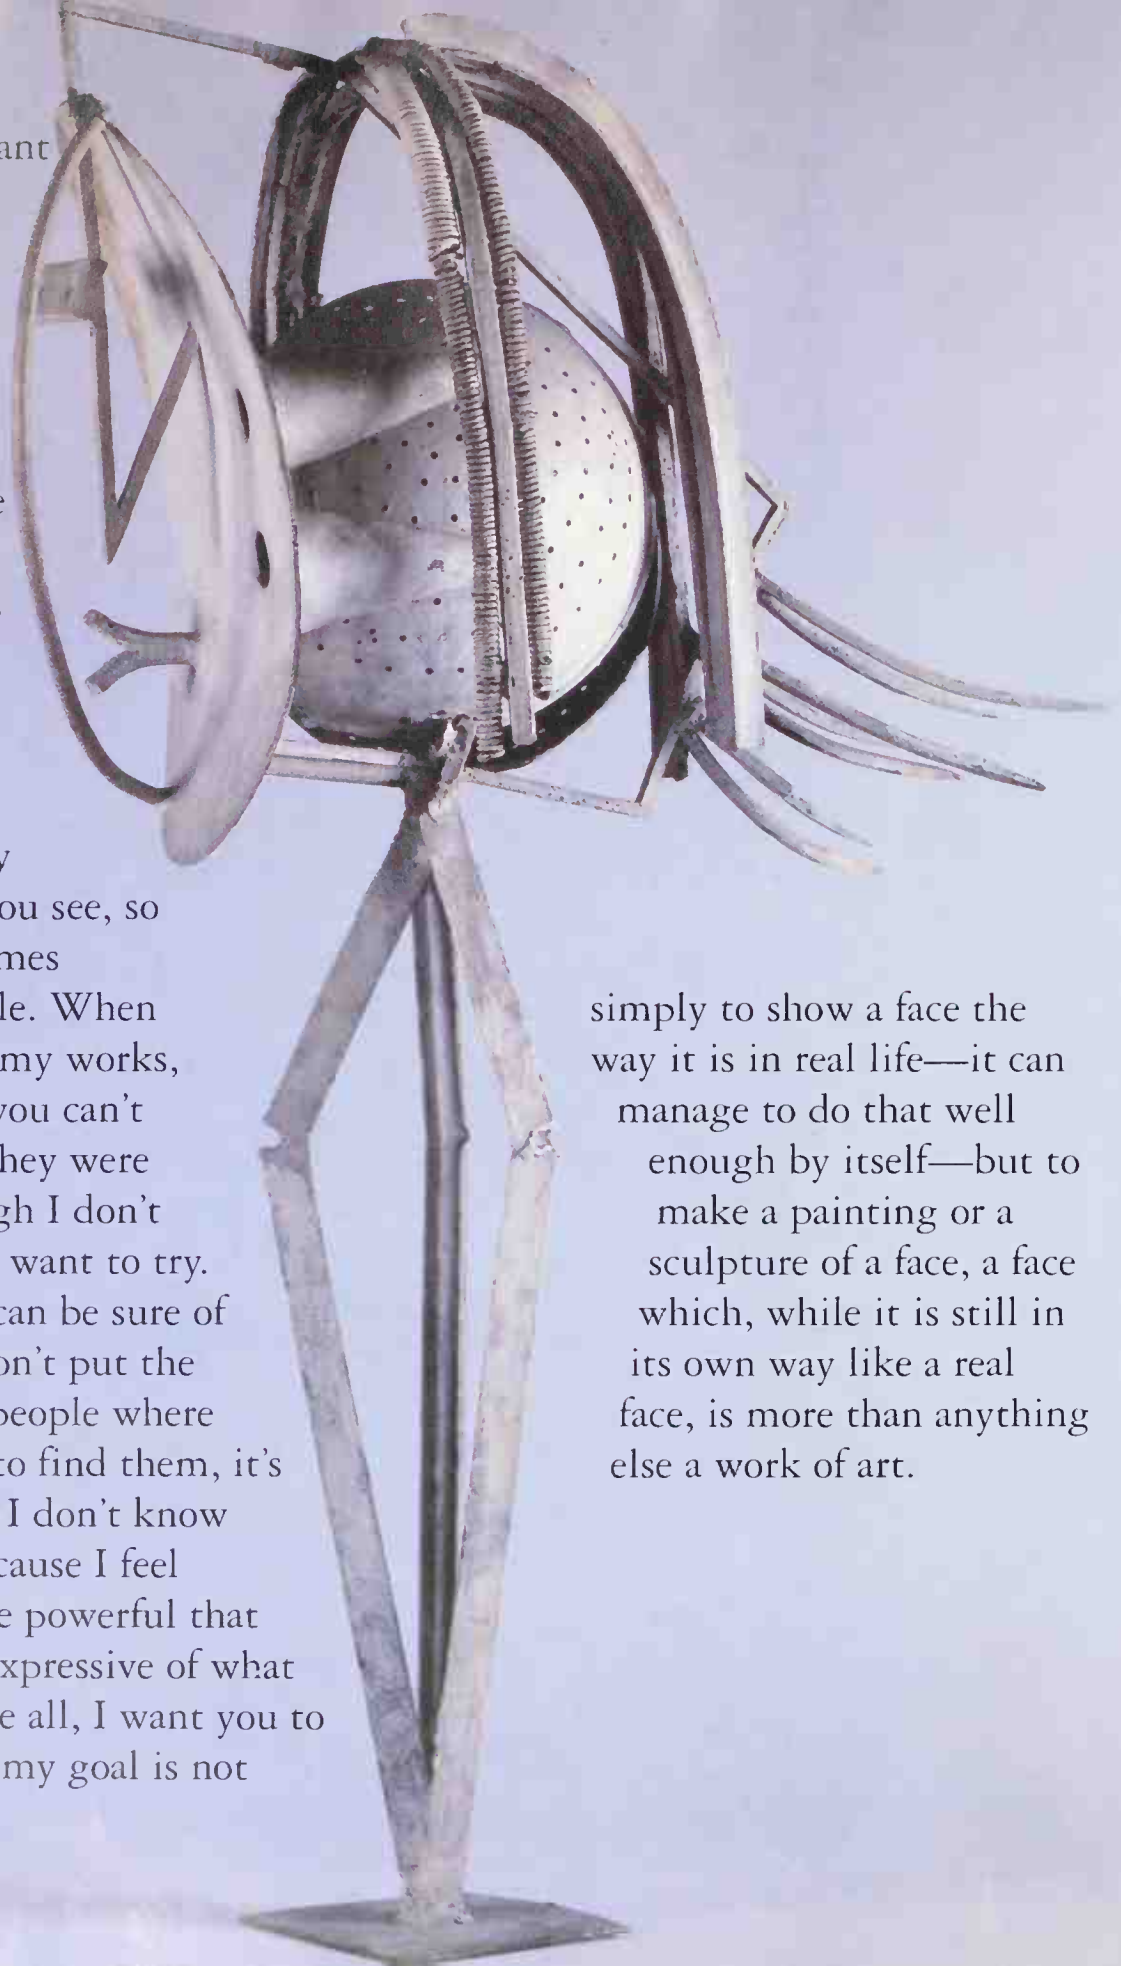 ant
e
y
ou see, so
mes
le. When
my works,
you can't
hey were
gh I don't
want to try.
can be sure of
on't put the
people where
to find them, it's
I don't know
cause I feel
e powerful that
xpressive of what
e all, I want you to
my goal is not
simply to show a face the
way it is in real life—it can
manage to do that well
enough by itself—but to
make a painting or a
sculpture of a face, a face
which, while it is still in
its own way like a real
face, is more than anything
else a work of art.